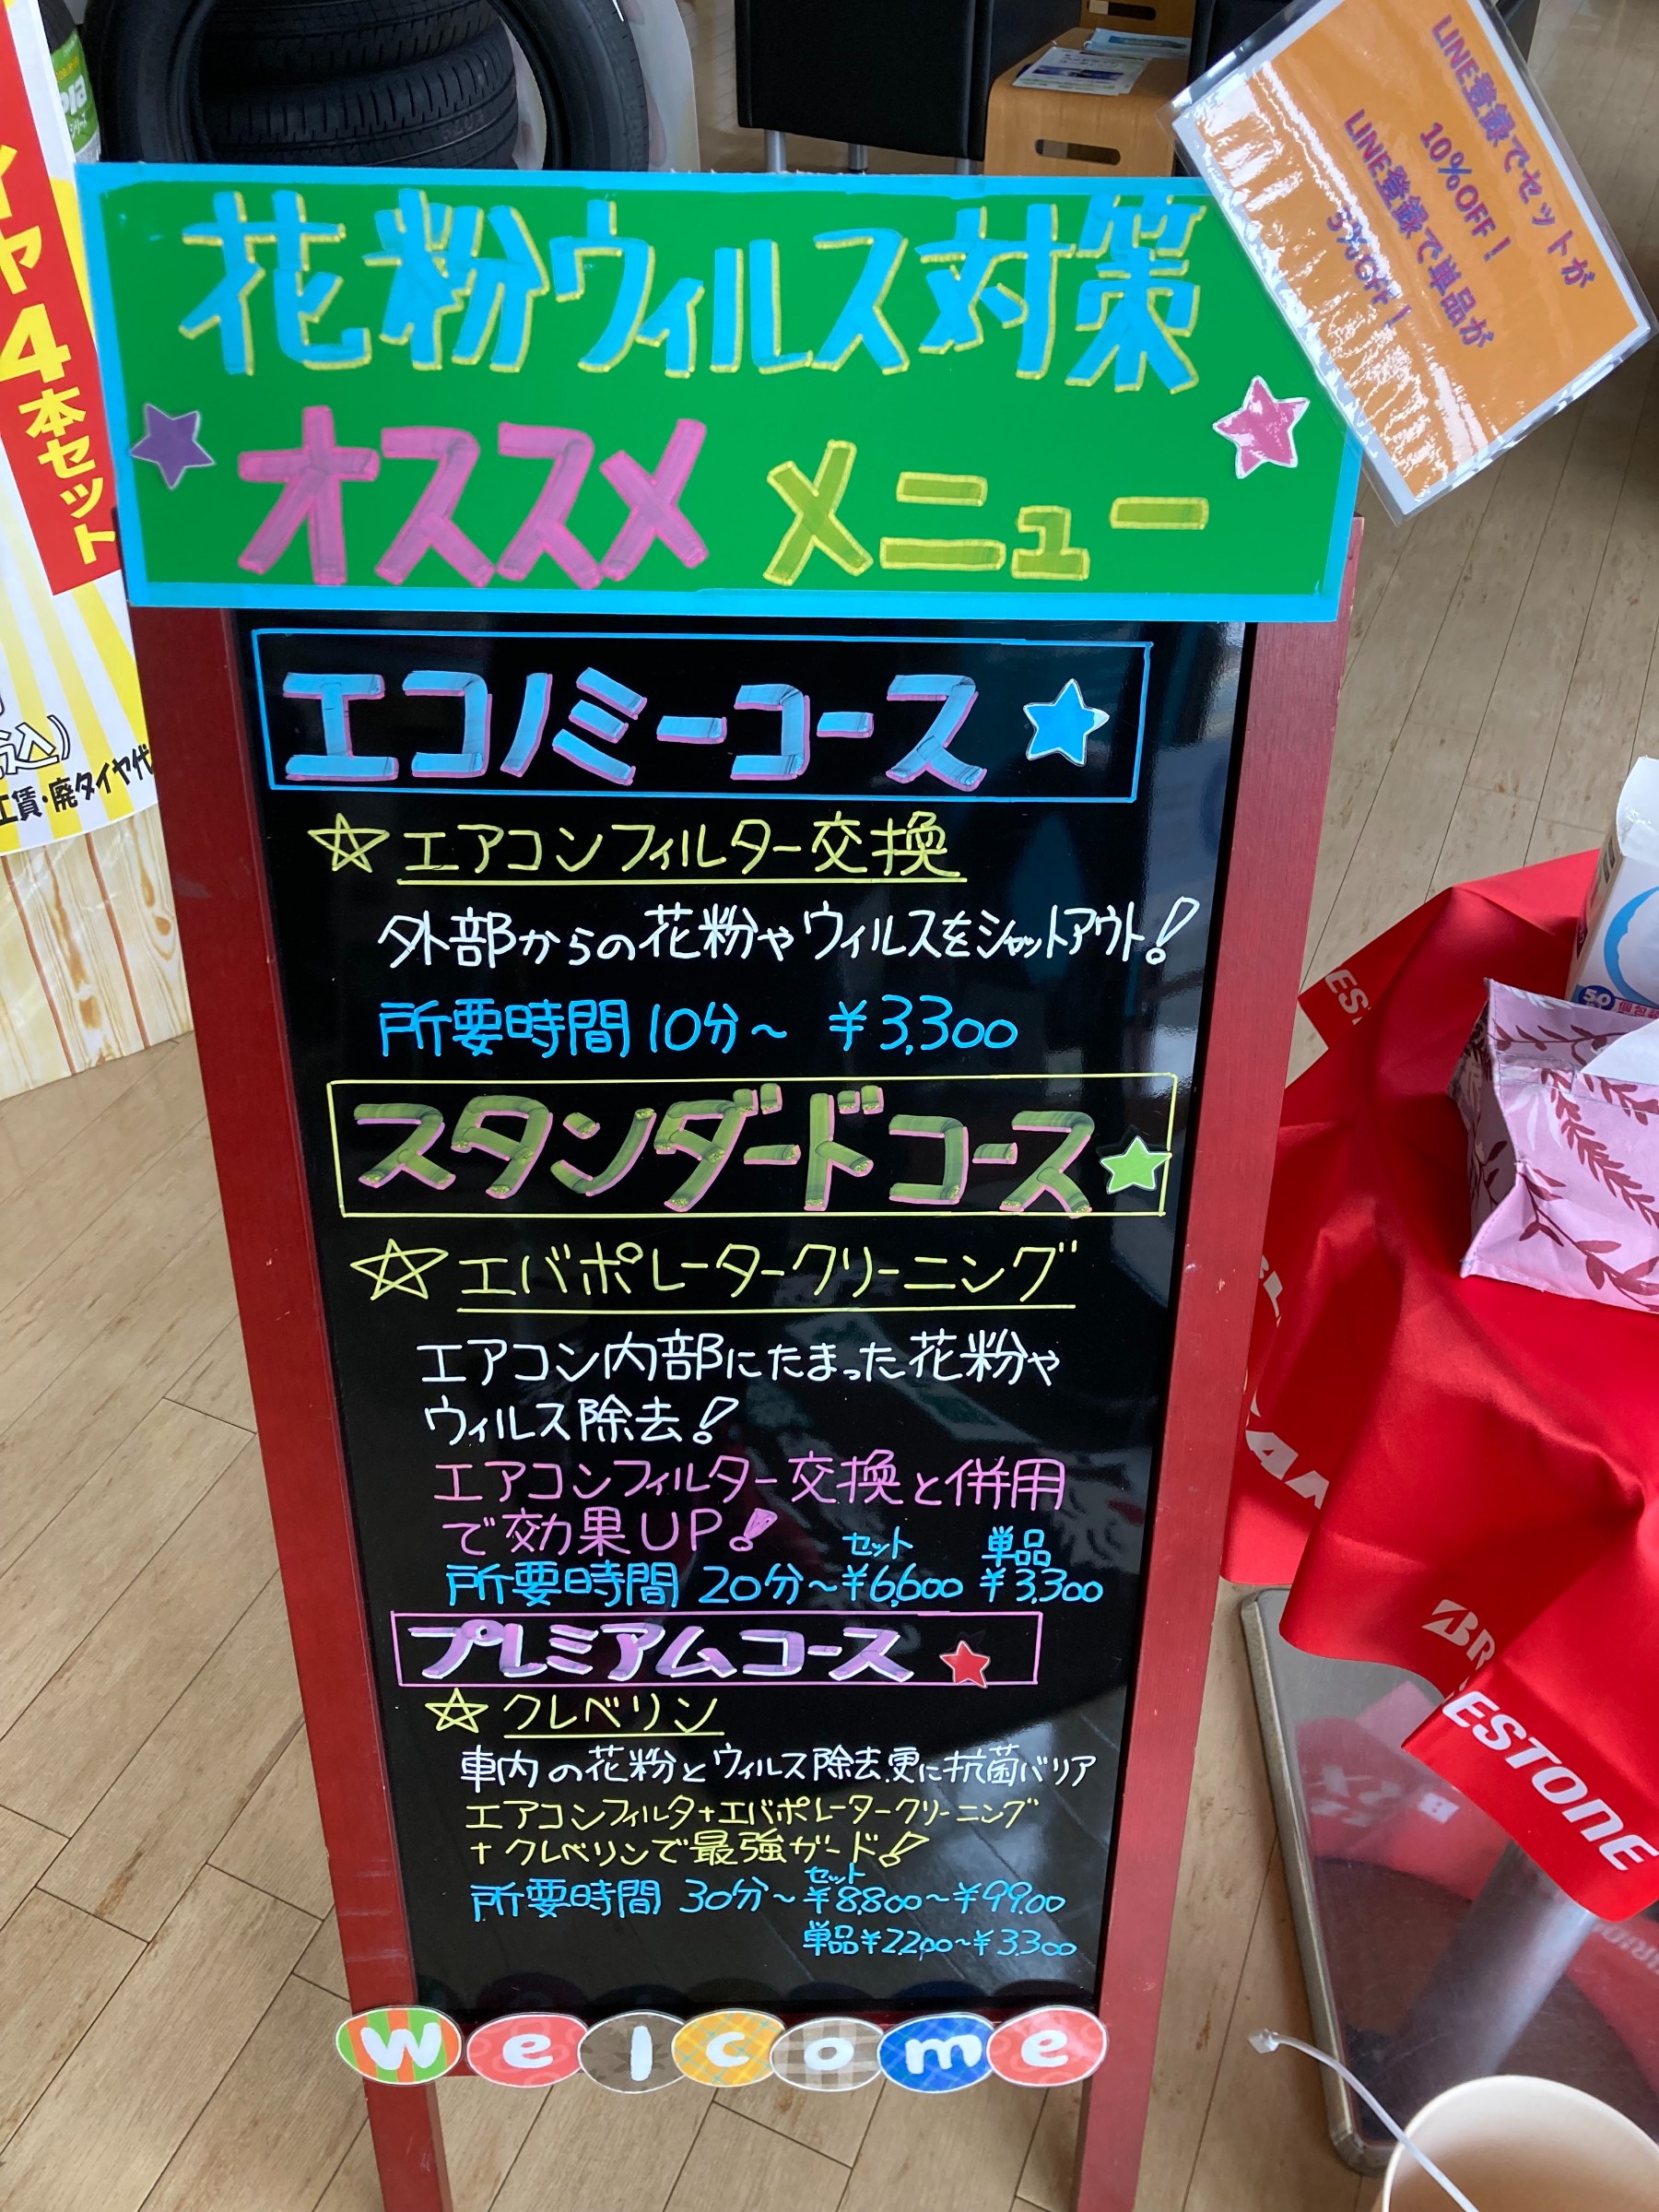 LINE登録でセットが
10%OFF！
LINE登録で単品が
5%OFF！
花粉ウィルス対策
オススメ メニュー
エコノミーコース
☆エアコンフィルター交換
外部からの花粉やウィルスをシャットアウト！
所要時間10分～ ¥3,300
スタンダードコース
☆エバポレータークリーニング
エアコン内部にたまった花粉や
ウィルス除去！
エアコンフィルター交換と併用
で効果UP！
セット 単品
所要時間 20分～¥6,600 ¥3,300
プレミアムコース
☆クレベリン
車内の花粉とウィルス除去.更に抗菌バリア
エアコンフィルタ+エバポレータークリーニング
+クレベリンで最強ガード！
セット
所要時間 30分～¥8,800～¥9,900
単品¥2,200～¥3,300
welcome
イヤ4本セット
込)
工賃・廃タイヤ代
50
ESTONE